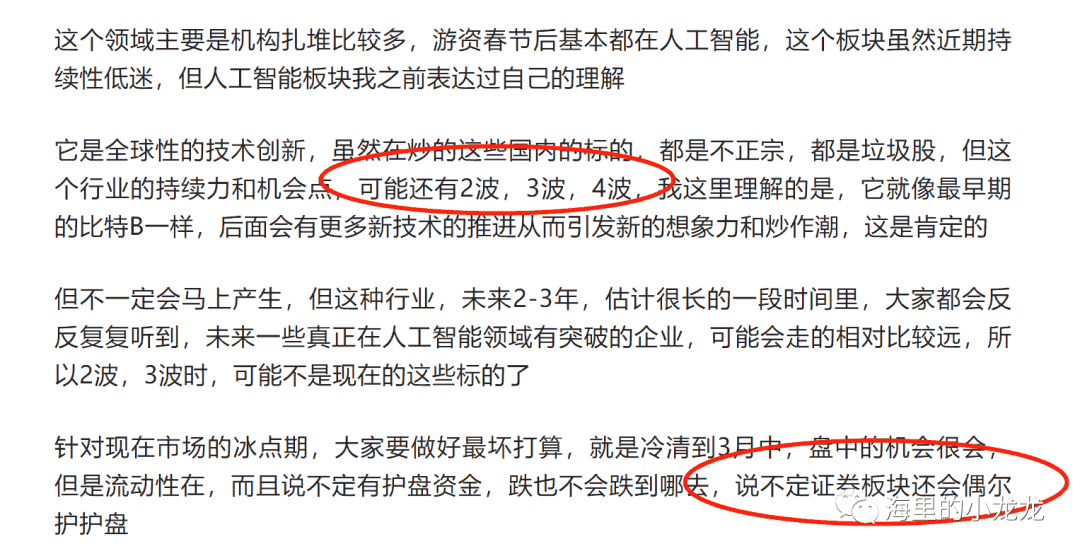 这个领域主要是机构扎堆比较多，游资春节后基本都在人工智能，这个板块虽然近期持
续性低迷，但人工智能板块我之前表达过自己的理解
它是全球性的技术创新，虽然在炒的这些国内的标的，都是不正宗，都是垃圾股，但这
个行业的持续力和机会点，可能还有2波，3波，4波，我这里理解的是，它就像最早期
的比特B一样，后面会有更多新技术的推进从而引发新的想象力和炒作潮，这是肯定的
但不一定会马上产生，但这种行业，未来2-3年，估计很长的一段时间里，大家都会反
反复复听到，未来一些真正在人工智能领域有突破的企业，可能会走的相对比较远，所
以2波，3波时，可能不是现在的这些标的了
针对现在市场的冰点期，大家要做好最坏打算，就是冷清到3月中，盘中的机会很会，
但是流动性在，而且说不定有护盘资金，跌也不会跌到哪去，说不定证券板块还会偶尔
护护盘
海里的小龙龙